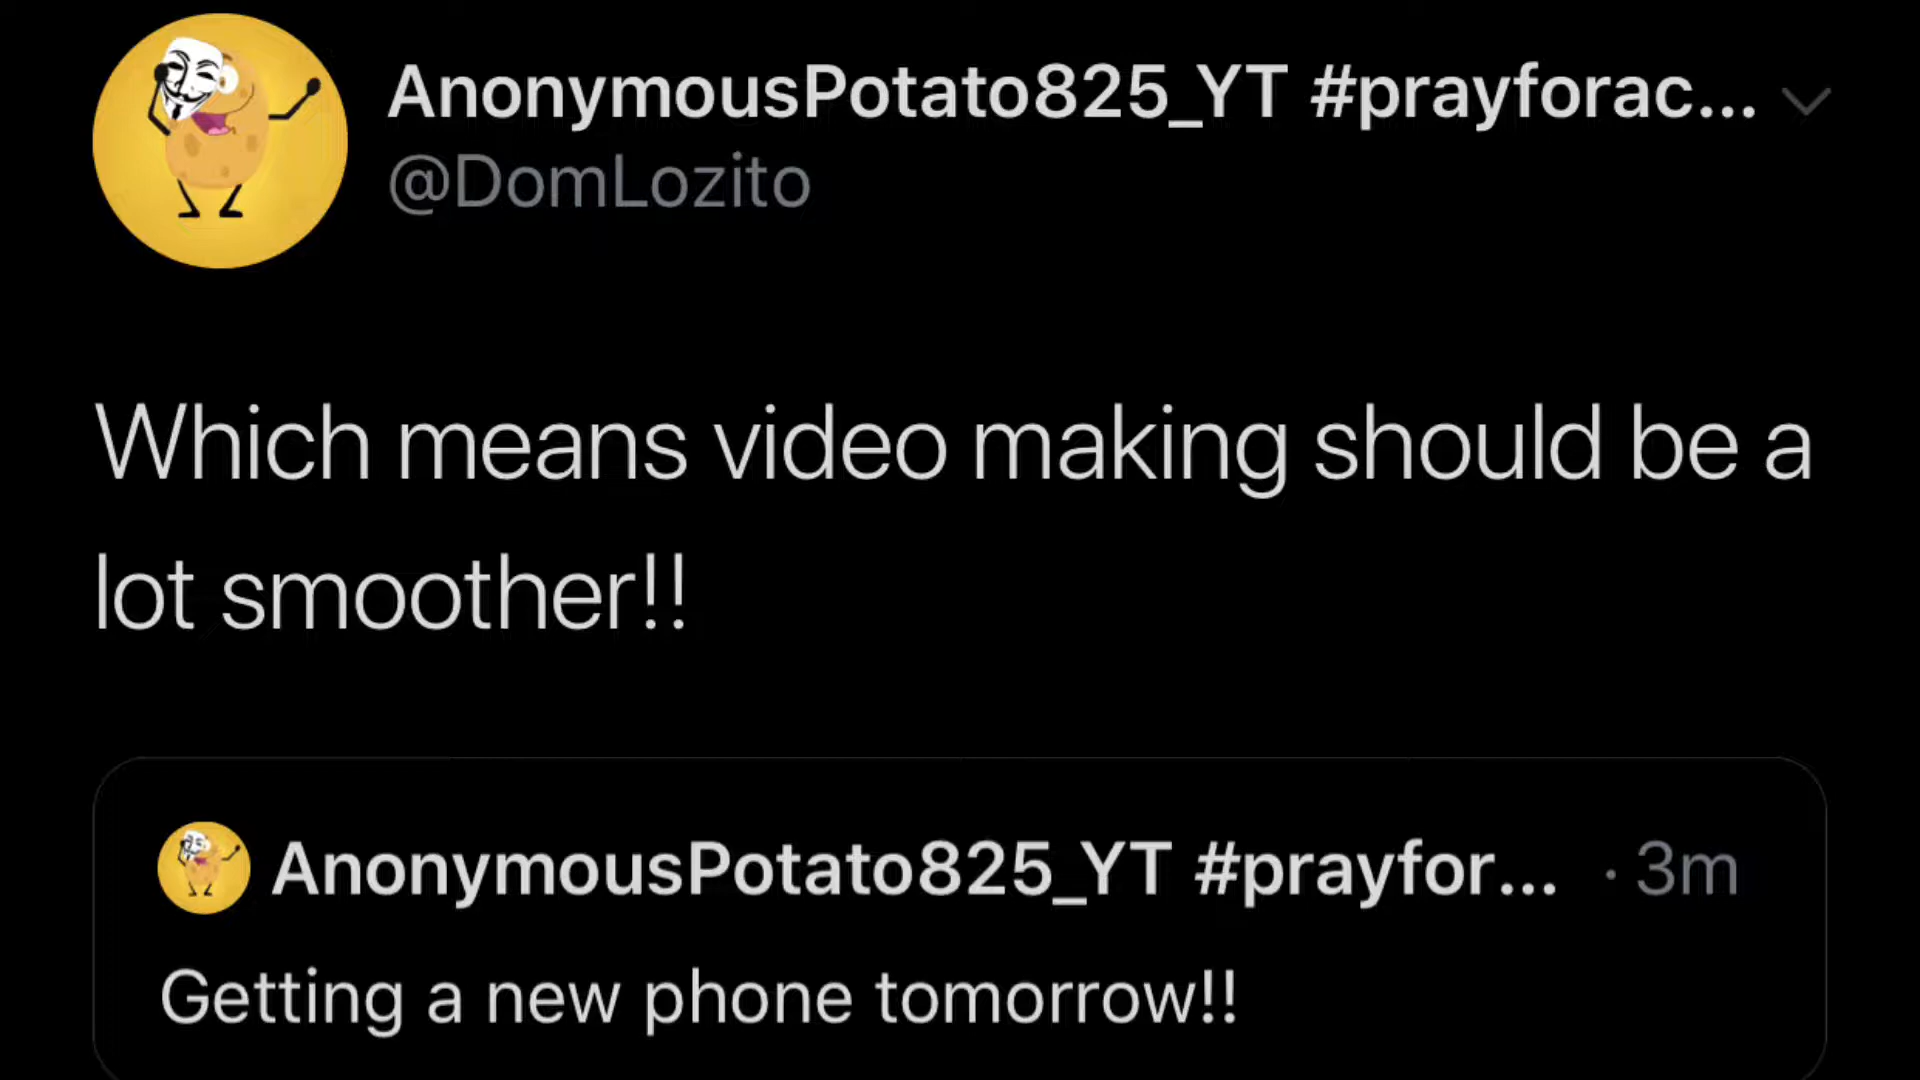 AnonymousPotato825_YT #prayforac...
@DomLozito
Which means video making should be a
lot smoother!!
AnonymousPotato825_YT #prayfor... · 3m
Getting a new phone tomorrow!!